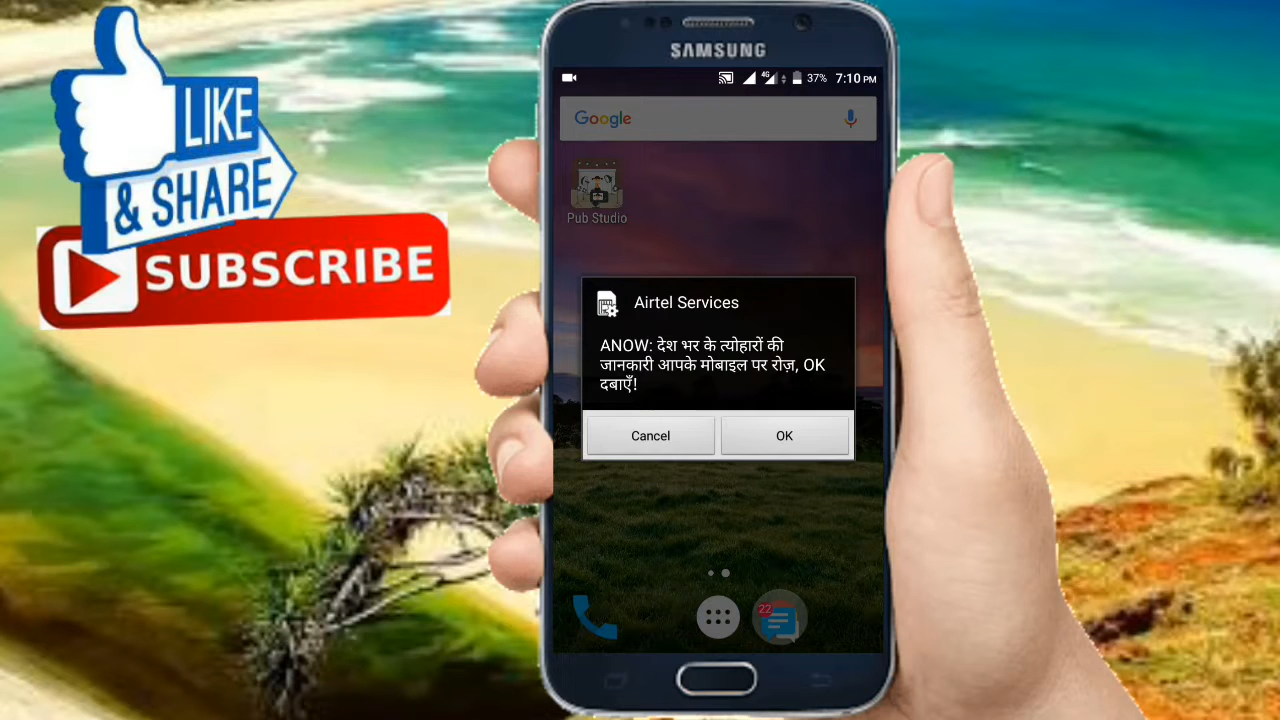 LIKE
& SHARE
SUBSCRIBE
SAMSUNG
4G 37% 7:10 PM
Google
Pub Studio
Airtel Services
ANOW: देश भर के त्योहारों की
जानकारी आपके मोबाइल पर रोज़, OK
दबाएँ!
Cancel OK
22